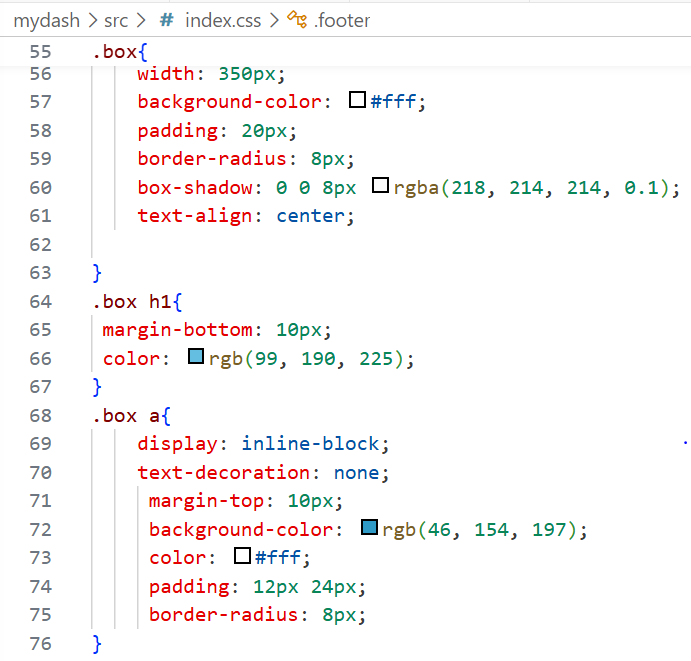 mydash > src > # index.css > .footer
55 .box{
56 width: 350px;
57 background-color: #fff;
58 padding: 20px;
59 border-radius: 8px;
60 box-shadow: 0 0 8px rgba(218, 214, 214, 0.1);
61 text-align: center;
62
63 }
64 .box h1{
65 margin-bottom: 10px;
66 color: rgb(99, 190, 225);
67 }
68 .box a{
69 display: inline-block;
70 text-decoration: none;
71 margin-top: 10px;
72 background-color: rgb(46, 154, 197);
73 color: #fff;
74 padding: 12px 24px;
75 border-radius: 8px;
76 }